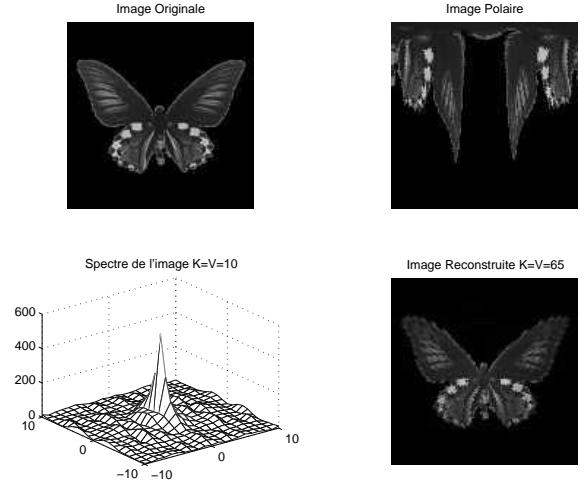 Image Originale
Image Polaire
Spectre de l'image K=V=10
600
400
200
0
10
0
−10
−10
0
10
Image Reconstruite K=V=65